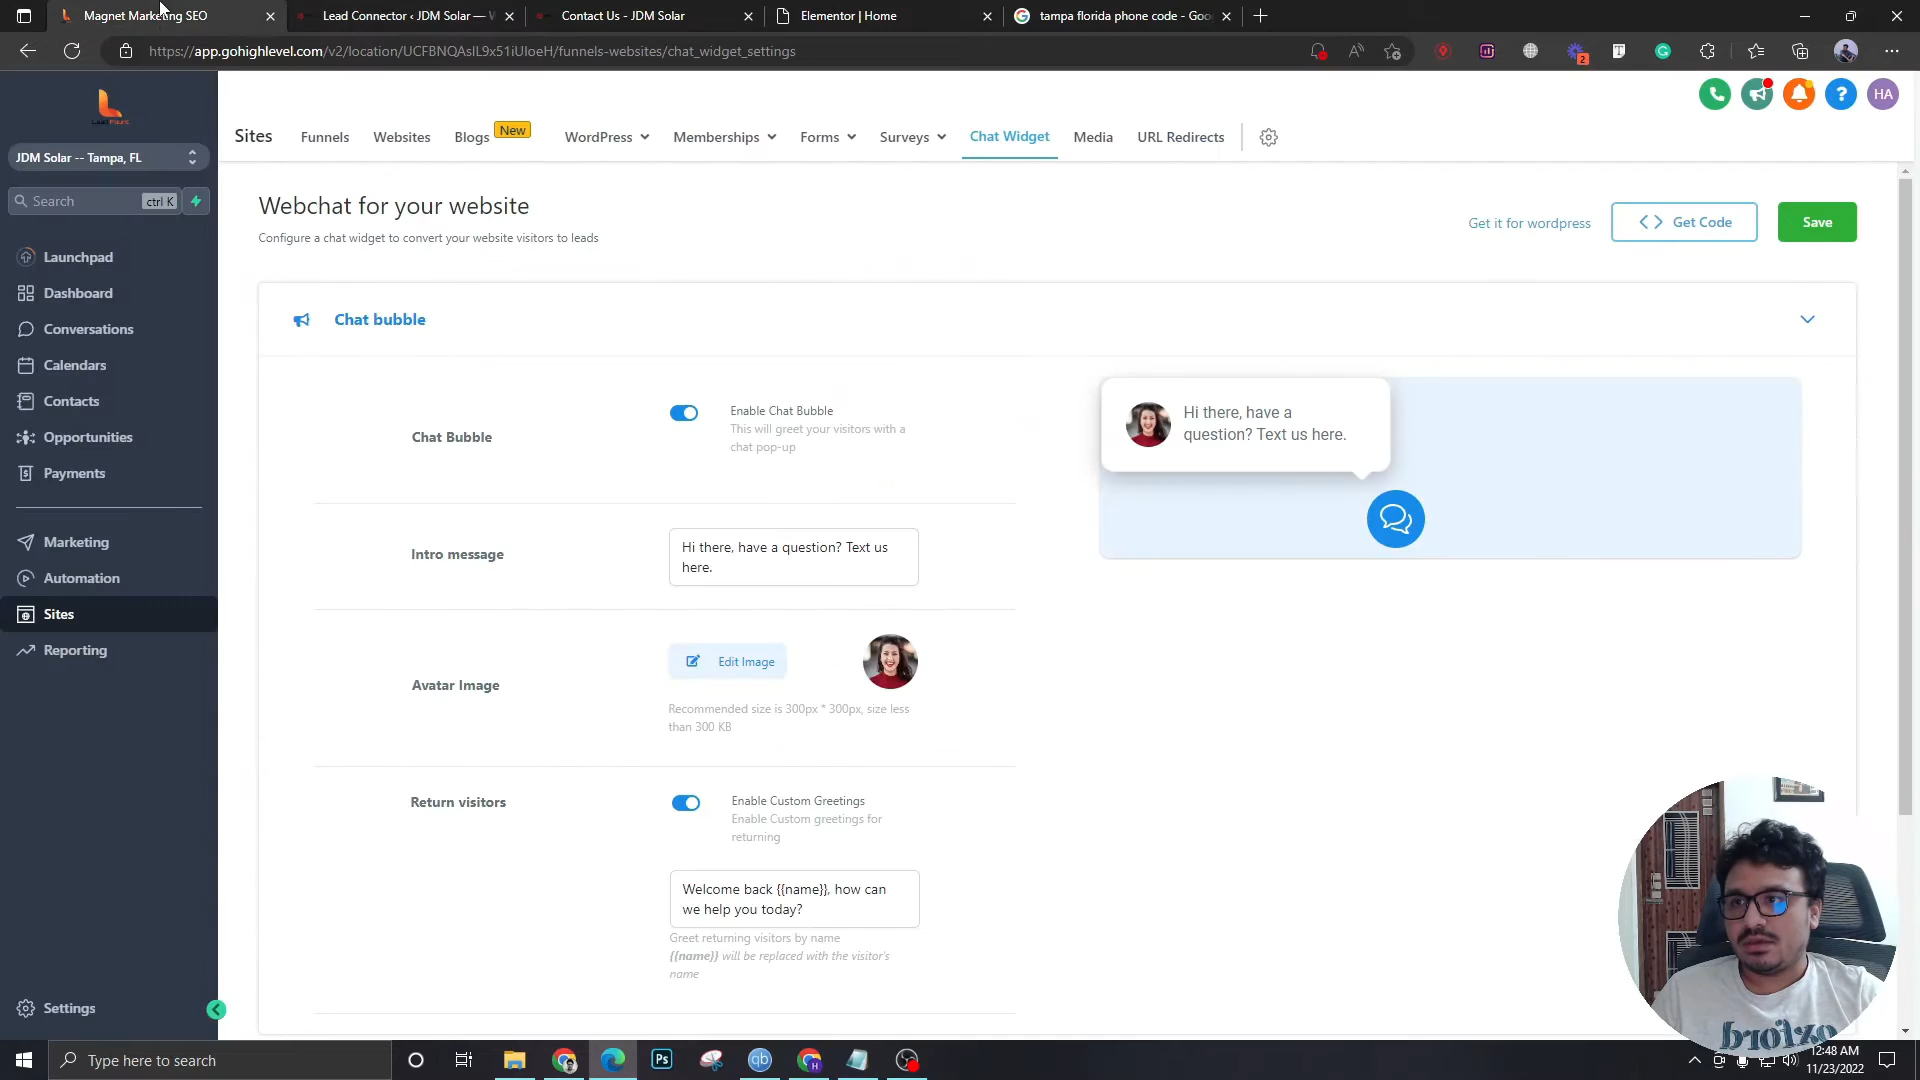 Magnet Marketing SEO
Lead Connector ‹ JDM Solar —
Contact Us - JDM Solar
Elementor | Home
tampa florida phone code - Goo
https://app.gohighlevel.com/v2/location/UCFBNQAsIL9x51iUIoeH/funnels-websites/chat_widget_settings
2
HA
Sites
Funnels
Websites
Blogs
New
WordPress
Memberships
Forms
Surveys
Chat Widget
Media
URL Redirects
JDM Solar -- Tampa, FL
Search
ctrl K
Launchpad
Dashboard
Conversations
Calendars
Contacts
Opportunities
Payments
Marketing
Automation
Sites
Reporting
Settings
Webchat for your website
Configure a chat widget to convert your website visitors to leads
Get it for wordpress
Get Code
Save
Chat bubble
Chat Bubble
Enable Chat Bubble
This will greet your visitors with a
chat pop-up
Hi there, have a
question? Text us here.
Intro message
Hi there, have a question? Text us
here.
Avatar Image
Edit Image
Recommended size is 300px * 300px, size less
than 300 KB
Return visitors
Enable Custom Greetings
Enable Custom greetings for
returning
Welcome back {{name}}, how can
we help you today?
Greet returning visitors by name
{{name}} will be replaced with the visitor's
name
Type here to search
Ps
qb
12:48 AM
11/23/2022